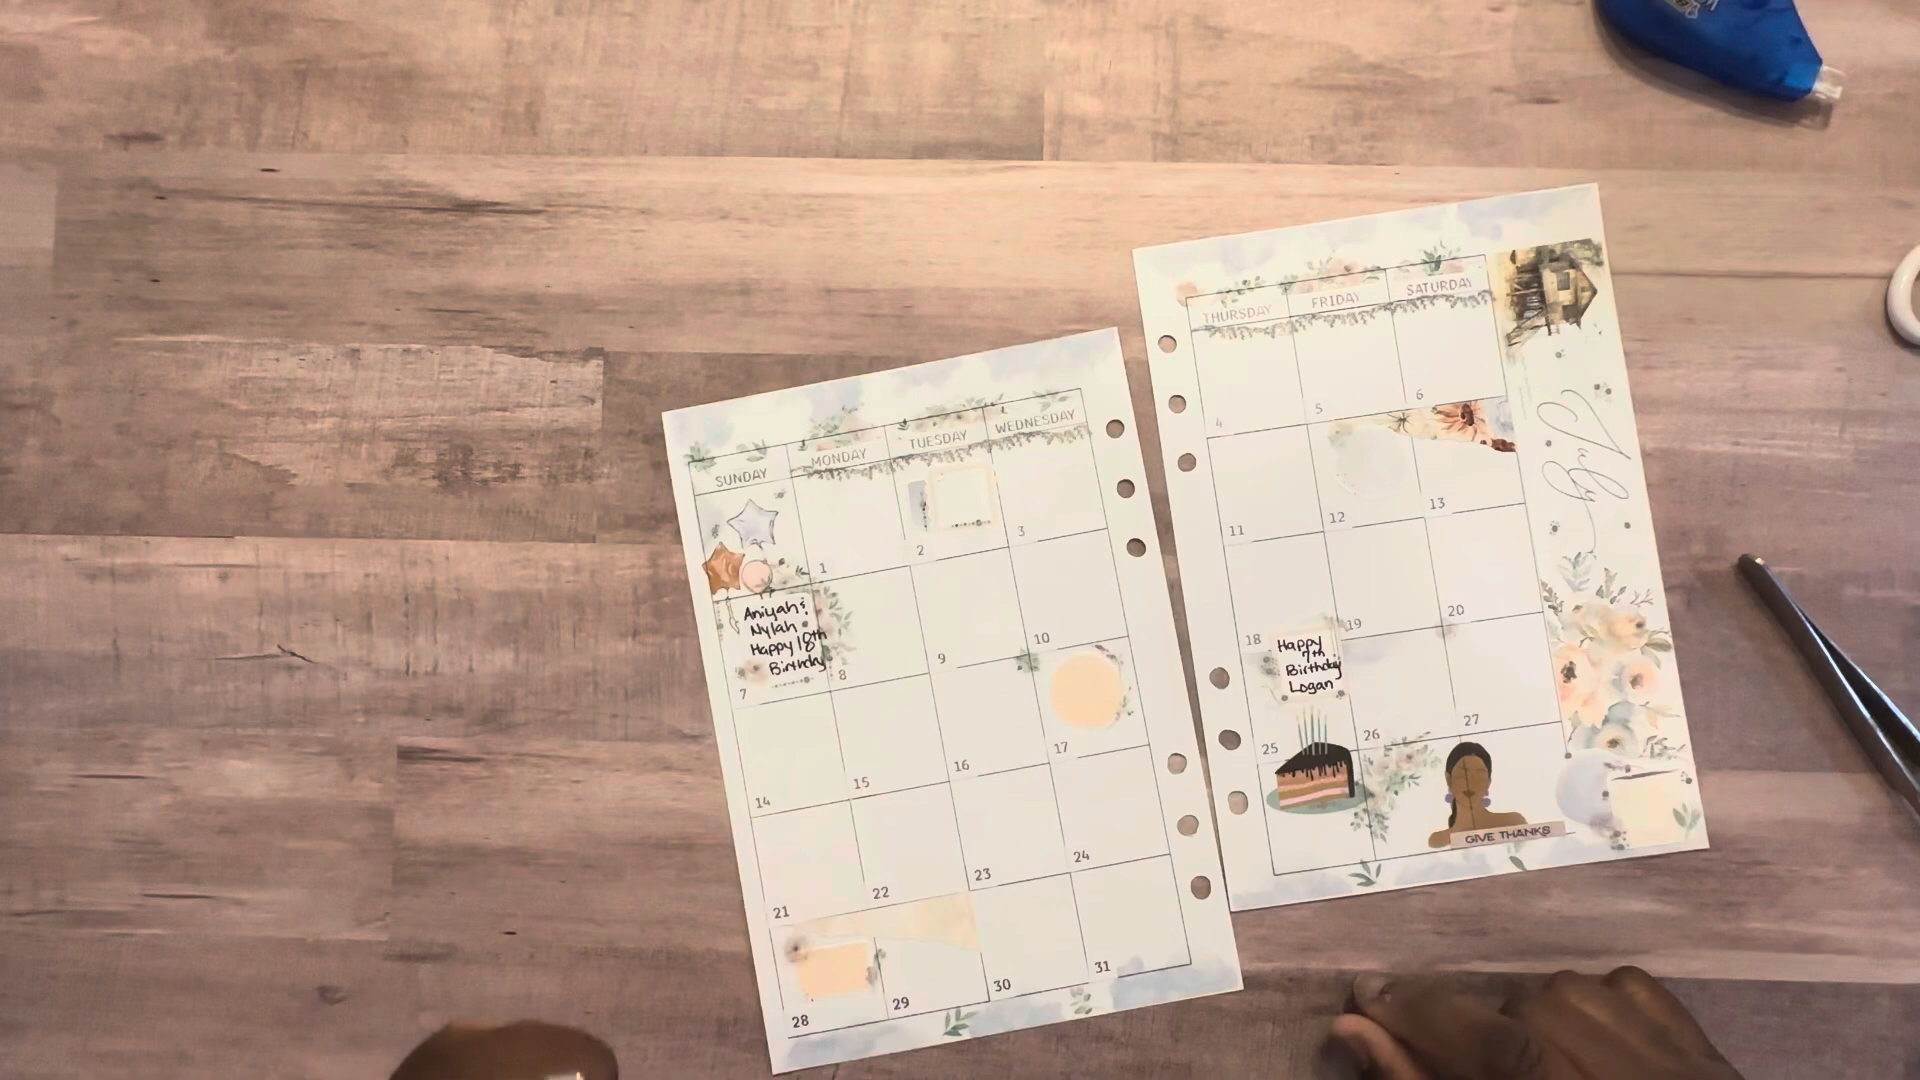 SUNDAY
MONDAY
TUESDAY
WEDNESDAY
1
2
3
Aniyah &
Nylah
Happy 18th
Birthday
7
8
9
10
14
15
16
17
21
22
23
24
28
29
30
31
THURSDAY
FRIDAY
SATURDAY
July
4
5
6
11
12
13
18
19
20
Happy
7th
Birthday
Logan
25
26
27
GIVE THANKS